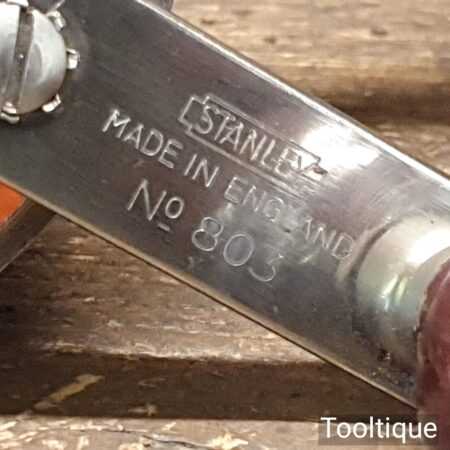 STANLEY
MADE IN ENGLAND
Nº 803
Tooltique